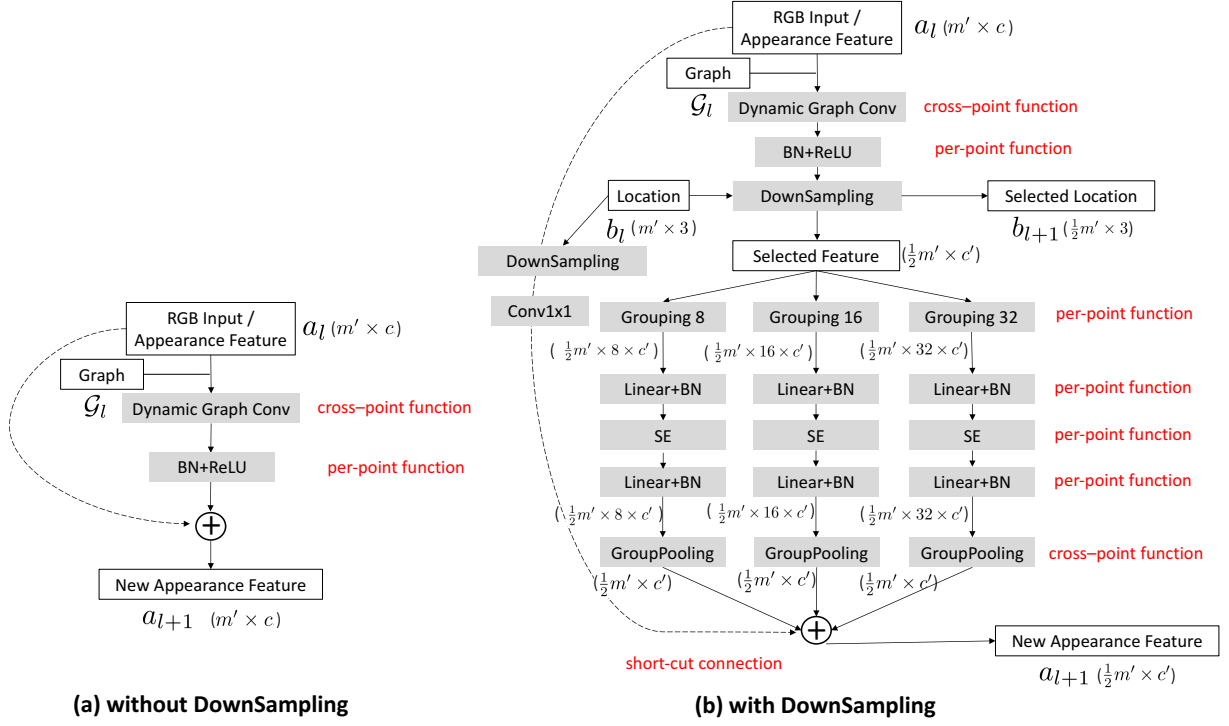 RGB Input /
Appearance Feature
a_l (m′ × c)
Graph
𝒢_l
Dynamic Graph Conv
cross–point function
BN+ReLU
per-point function
+
New Appearance Feature
a_{l+1} (m′ × c)
(a) without DownSampling
RGB Input /
Appearance Feature
a_l (m′ × c)
Graph
𝒢_l
Dynamic Graph Conv
cross–point function
BN+ReLU
per-point function
Location
b_l (m′ × 3)
DownSampling
Selected Location
b_{l+1} (½m′ × 3)
DownSampling
Selected Feature
(½m′ × c′)
Conv1x1
Grouping 8
Grouping 16
Grouping 32
per-point function
(½m′ × 8 × c′)
(½m′ × 16 × c′)
(½m′ × 32 × c′)
Linear+BN
Linear+BN
Linear+BN
per-point function
SE
SE
SE
per-point function
Linear+BN
Linear+BN
Linear+BN
per-point function
(½m′ × 8 × c′)
(½m′ × 16 × c′)
(½m′ × 32 × c′)
GroupPooling
GroupPooling
GroupPooling
cross–point function
(½m′ × c′)
(½m′ × c′)
(½m′ × c′)
+
short-cut connection
New Appearance Feature
a_{l+1} (½m′ × c′)
(b) with DownSampling